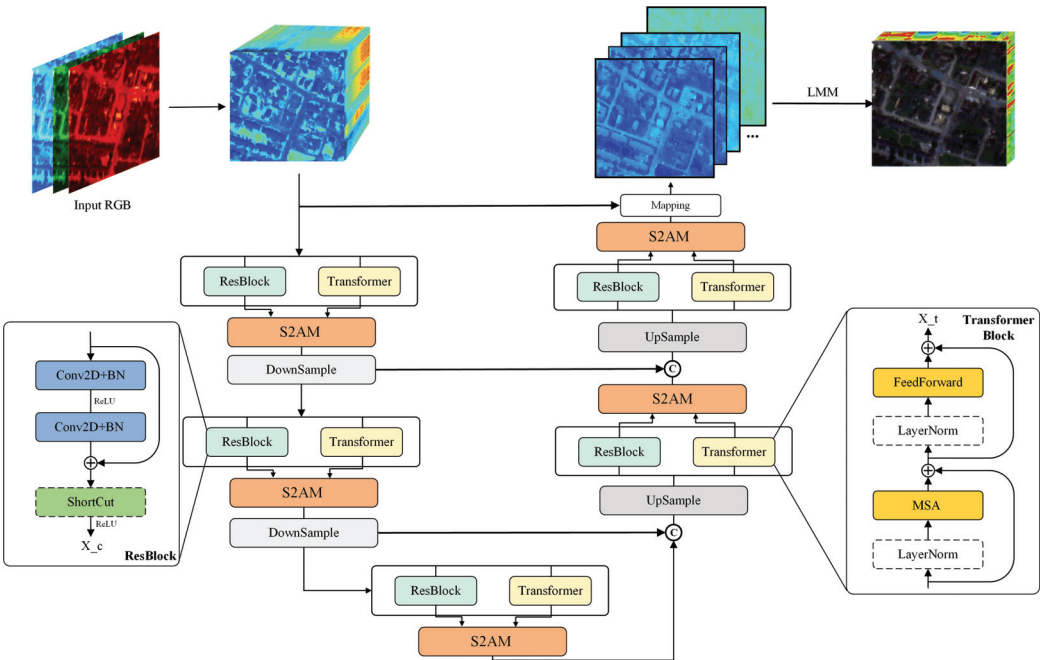 Input RGB
LMM
...
Mapping
S2AM
ResBlock
Transformer
S2AM
DownSample
ResBlock
Transformer
S2AM
DownSample
ResBlock
Transformer
S2AM
ResBlock
Transformer
UpSample
C
S2AM
ResBlock
Transformer
UpSample
C
Conv2D+BN
ReLU
Conv2D+BN
ShortCut
ReLU
X_c
ResBlock
X_t
Transformer
Block
FeedForward
LayerNorm
MSA
LayerNorm